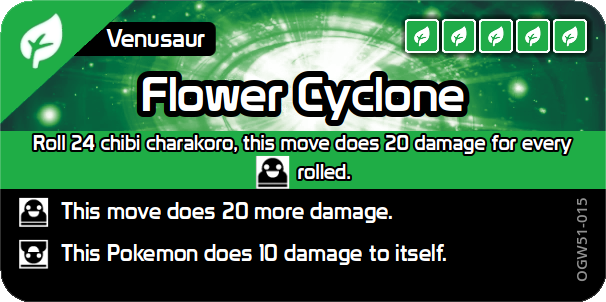 Venusaur
Flower Cyclone
Roll 24 chibi charakoro, this move does 20 damage for every
rolled.
This move does 20 more damage.
This Pokemon does 10 damage to itself.
OGW51-015